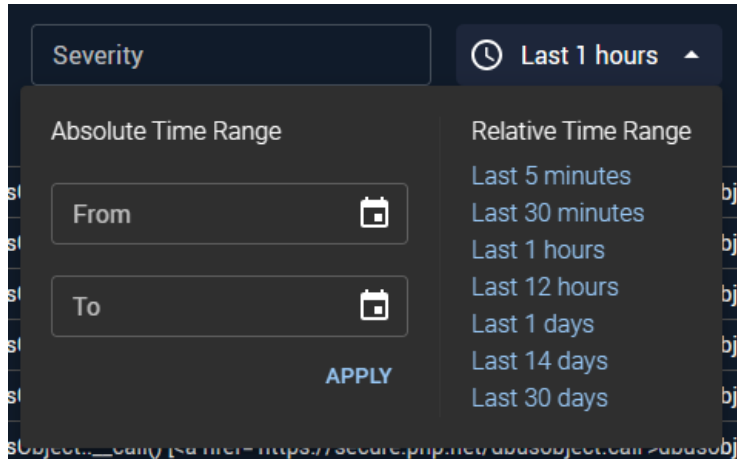 Severity
Last 1 hours
Absolute Time Range
From
To
APPLY
Relative Time Range
Last 5 minutes
Last 30 minutes
Last 1 hours
Last 12 hours
Last 1 days
Last 14 days
Last 30 days